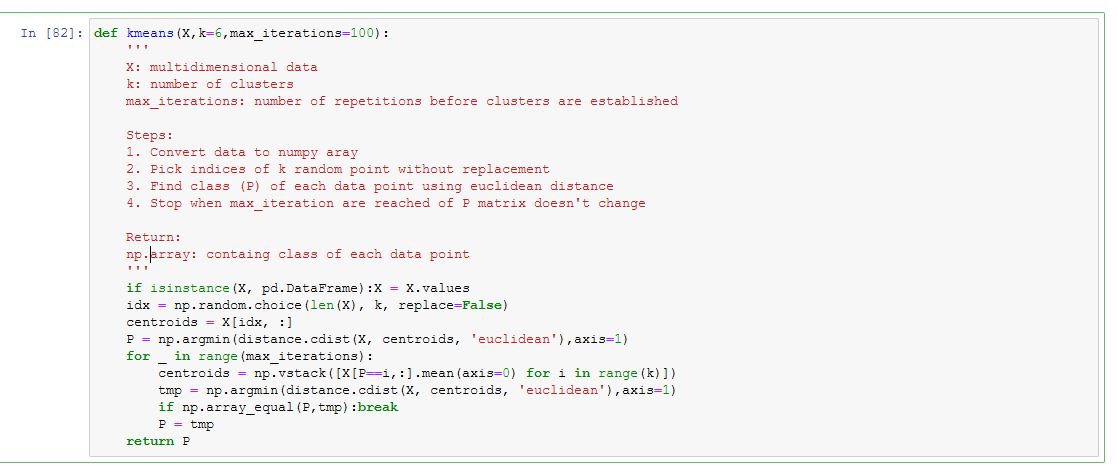 In [82]: def kmeans(X,k=6,max_iterations=100):
'''
X: multidimensional data
k: number of clusters
max_iterations: number of repetitions before clusters are established
Steps:
1. Convert data to numpy aray
2. Pick indices of k random point without replacement
3. Find class (P) of each data point using euclidean distance
4. Stop when max_iteration are reached of P matrix doesn't change
Return:
np.array: containg class of each data point
'''
if isinstance(X, pd.DataFrame):X = X.values
idx = np.random.choice(len(X), k, replace=False)
centroids = X[idx, :]
P = np.argmin(distance.cdist(X, centroids, 'euclidean'),axis=1)
for _ in range(max_iterations):
centroids = np.vstack([X[P==i,:].mean(axis=0) for i in range(k)])
tmp = np.argmin(distance.cdist(X, centroids, 'euclidean'),axis=1)
if np.array_equal(P,tmp):break
P = tmp
return P